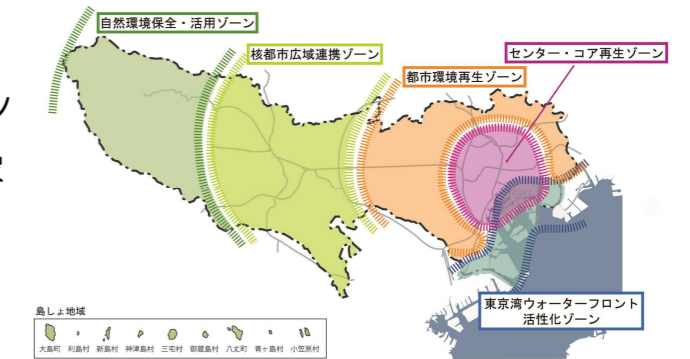 自然環境保全・活用ゾーン
核都市広域連携ゾーン
都市環境再生ゾーン
センター・コア再生ゾーン
東京湾ウォーターフロント
活性化ゾーン
島しょ地域
大島町 利島村 新島村 神津島村 三宅村 御蔵島村 八丈町 青ヶ島村 小笠原村